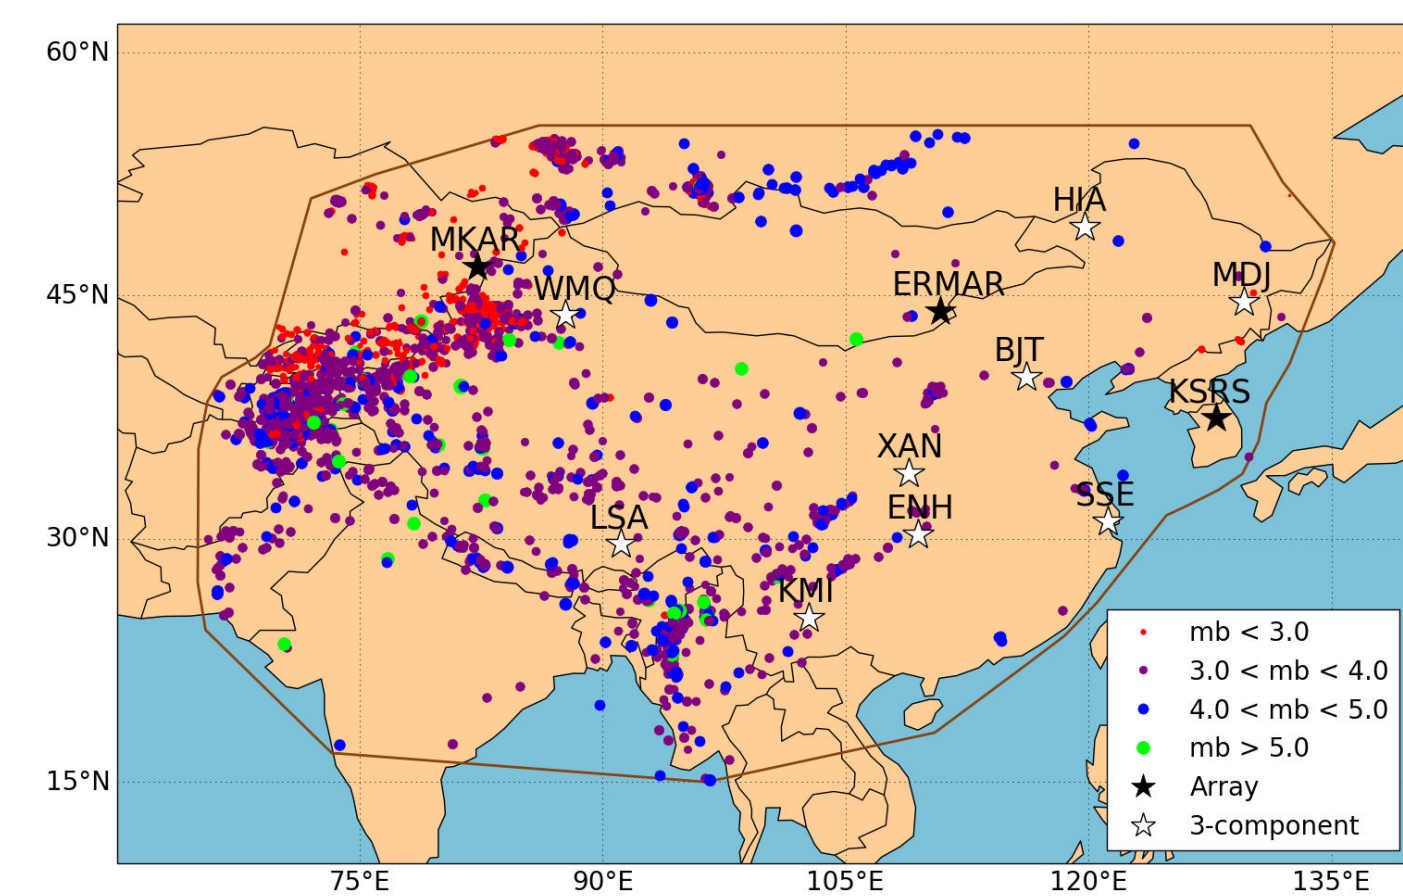 60°N
HIA
MKAR
WMQ
ERMAR
MDJ
45°N
BJT
KSRS
XAN
SSE
ENH
LSA
30°N
KMI
mb < 3.0
3.0 < mb < 4.0
4.0 < mb < 5.0
mb > 5.0
15°N
Array
3-component
75°E 90°E 105°E 120°E 135°E